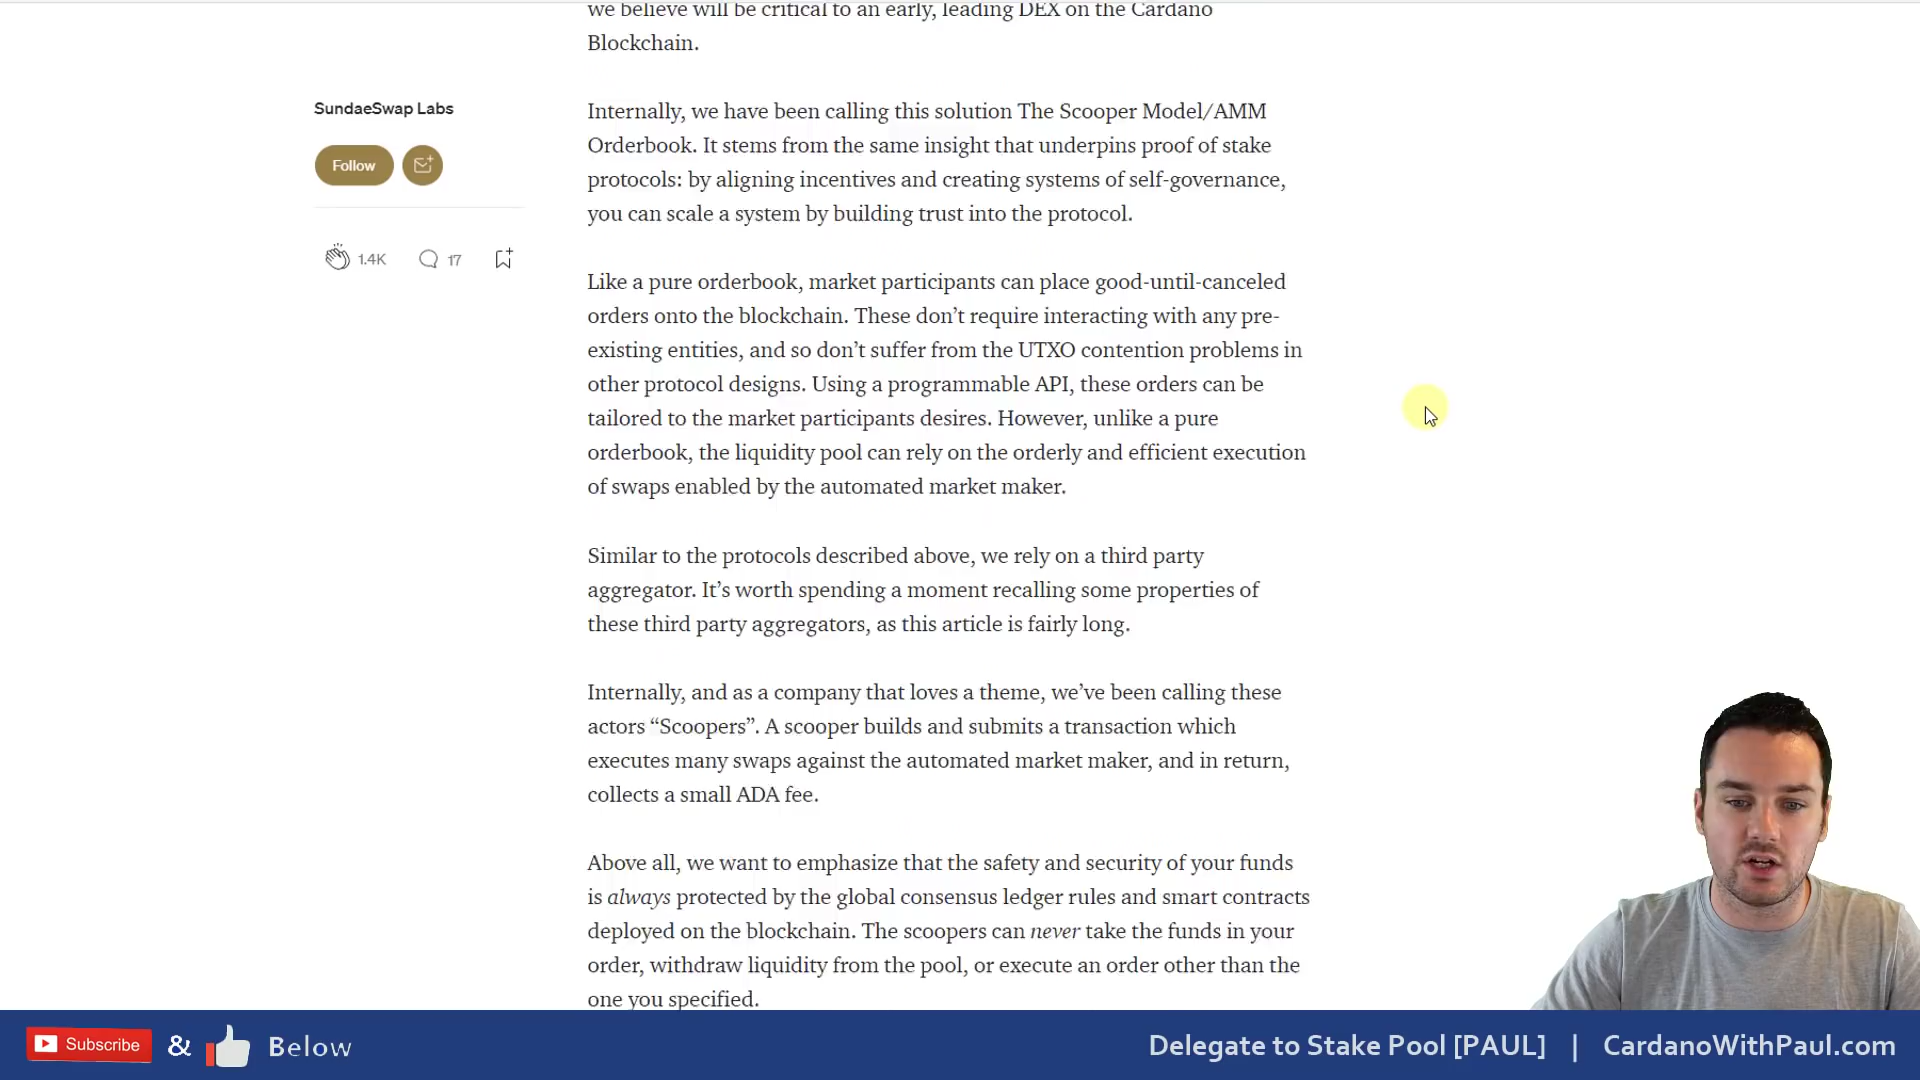 we believe will be critical to an early, leading DEX on the Cardano
Blockchain.
SundaeSwap Labs
Follow
1.4K
17
Internally, we have been calling this solution The Scooper Model/AMM
Orderbook. It stems from the same insight that underpins proof of stake
protocols: by aligning incentives and creating systems of self-governance,
you can scale a system by building trust into the protocol.
Like a pure orderbook, market participants can place good-until-canceled
orders onto the blockchain. These don’t require interacting with any pre-
existing entities, and so don’t suffer from the UTXO contention problems in
other protocol designs. Using a programmable API, these orders can be
tailored to the market participants desires. However, unlike a pure
orderbook, the liquidity pool can rely on the orderly and efficient execution
of swaps enabled by the automated market maker.
Similar to the protocols described above, we rely on a third party
aggregator. It’s worth spending a moment recalling some properties of
these third party aggregators, as this article is fairly long.
Internally, and as a company that loves a theme, we’ve been calling these
actors “Scoopers”. A scooper builds and submits a transaction which
executes many swaps against the automated market maker, and in return,
collects a small ADA fee.
Above all, we want to emphasize that the safety and security of your funds
is always protected by the global consensus ledger rules and smart contracts
deployed on the blockchain. The scoopers can never take the funds in your
order, withdraw liquidity from the pool, or execute an order other than the
one you specified.
Subscribe & Below
Delegate to Stake Pool [PAUL] | CardanoWithPaul.com